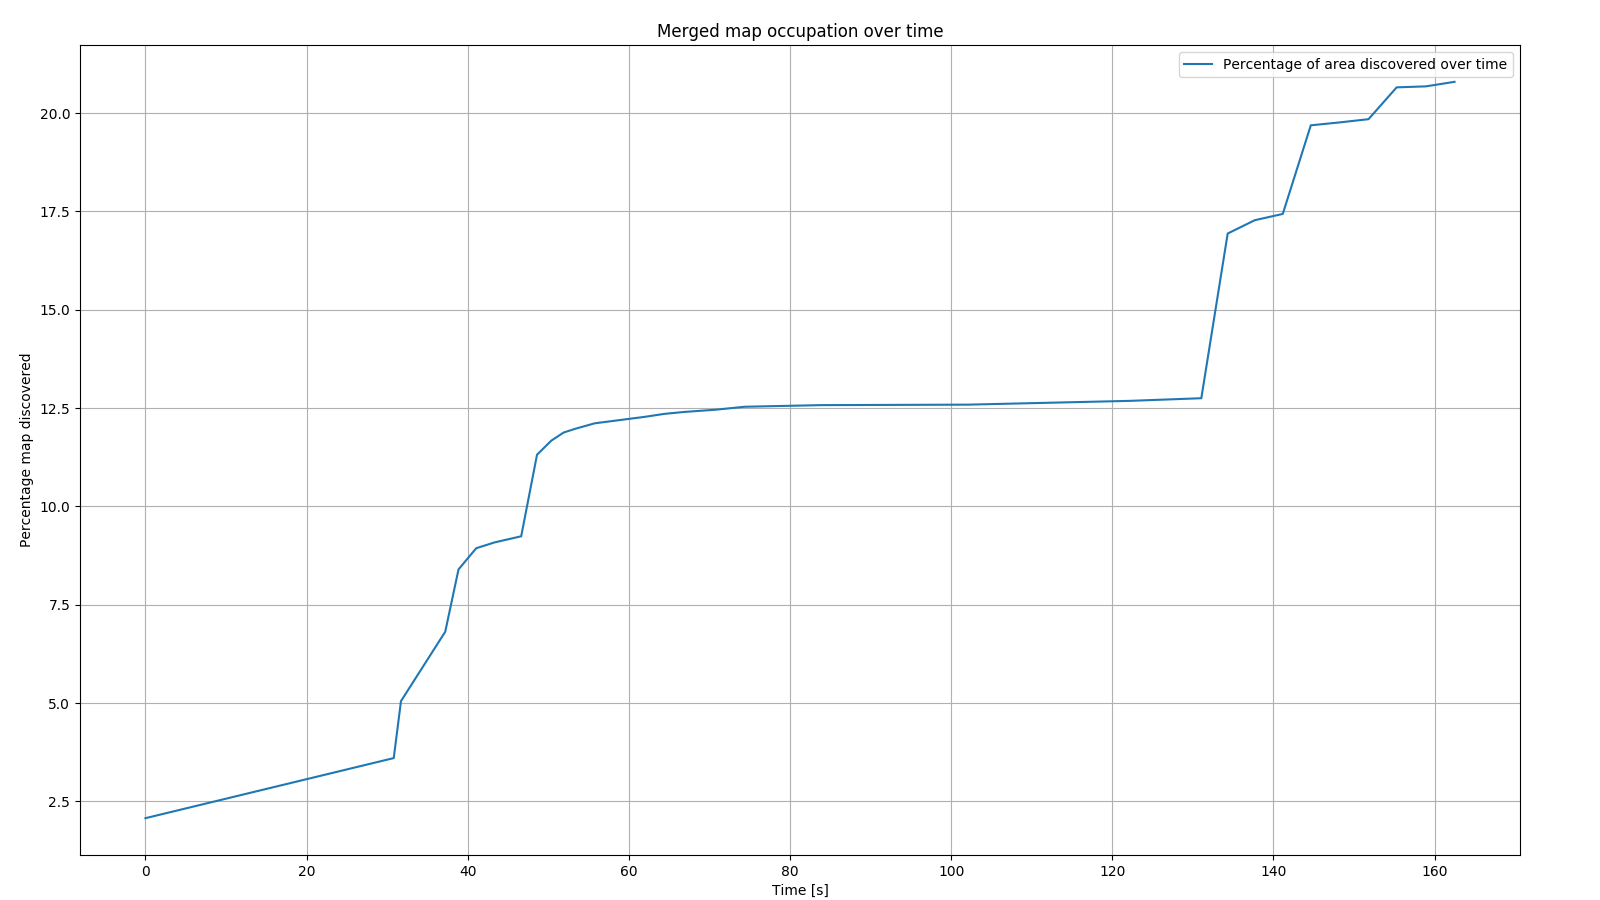 Merged map occupation over time
Percentage of area discovered over time
20.0
17.5
15.0
12.5
10.0
7.5
5.0
2.5
Percentage map discovered
0 20 40 60 80 100 120 140 160
Time [s]